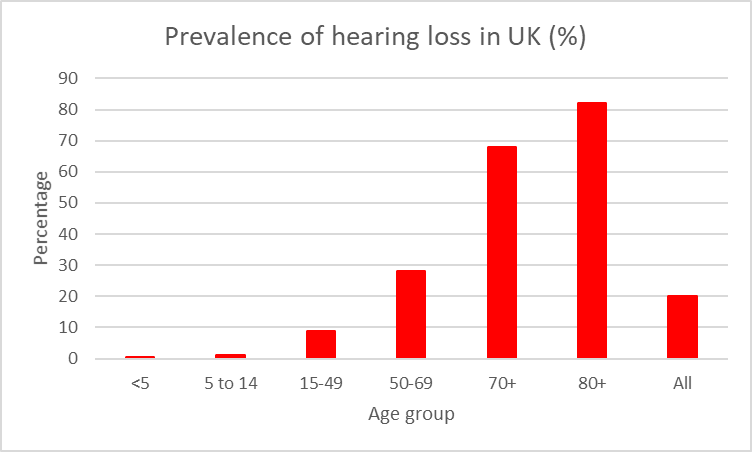 Prevalence of hearing loss in UK (%)
90
80
70
60
50
40
30
20
10
0
Percentage
<5 5 to 14 15-49 50-69 70+ 80+ All
Age group